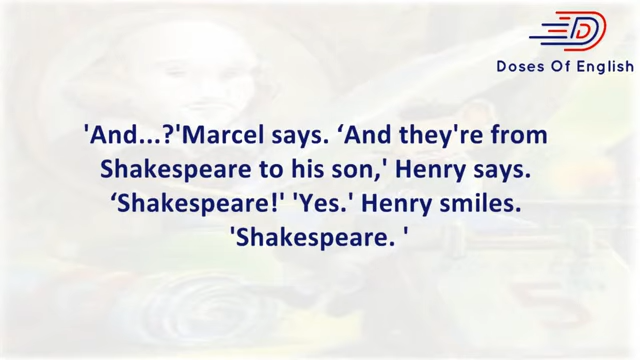 Doses Of English
'And...?'Marcel says. ‘And they're from
Shakespeare to his son,' Henry says.
‘Shakespeare!' 'Yes.' Henry smiles.
'Shakespeare. '